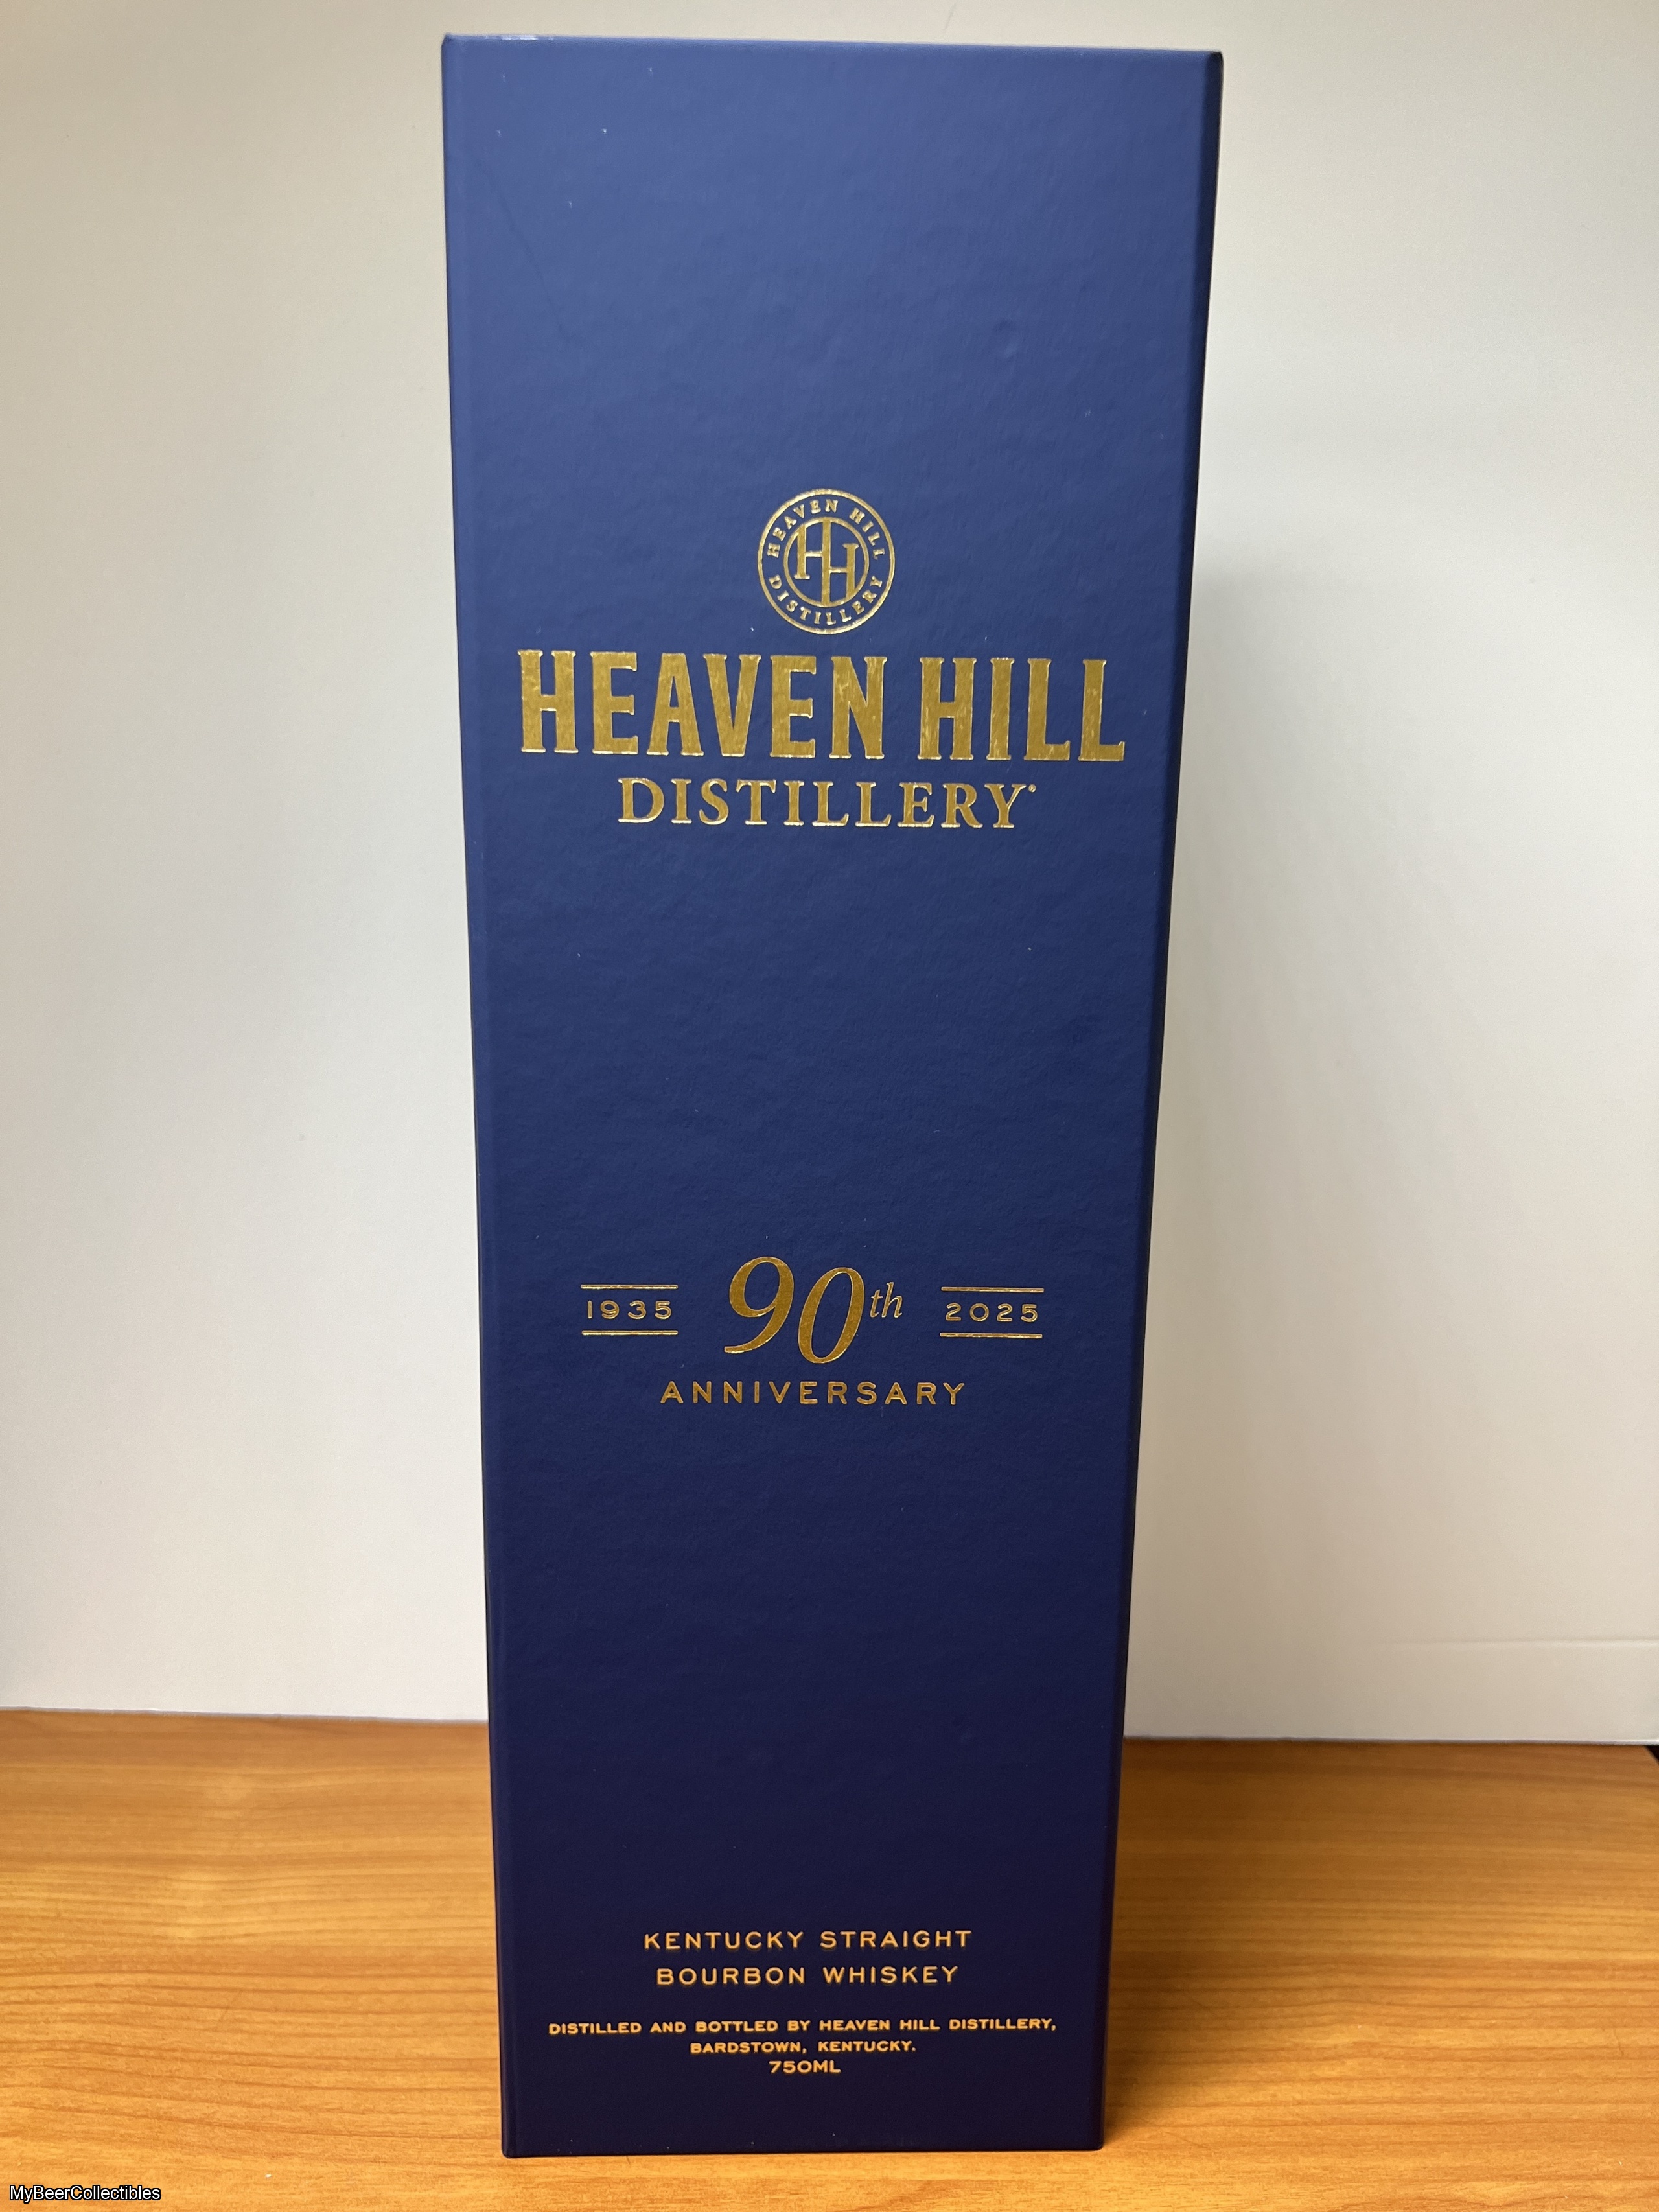 HEAVEN HILL
HH
DISTILLERY
HEAVEN HILL
DISTILLERY
1935 90th 2025
ANNIVERSARY
KENTUCKY STRAIGHT
BOURBON WHISKEY
DISTILLED AND BOTTLED BY HEAVEN HILL DISTILLERY,
BARDSTOWN, KENTUCKY.
750ML
MyBeerCollectibles